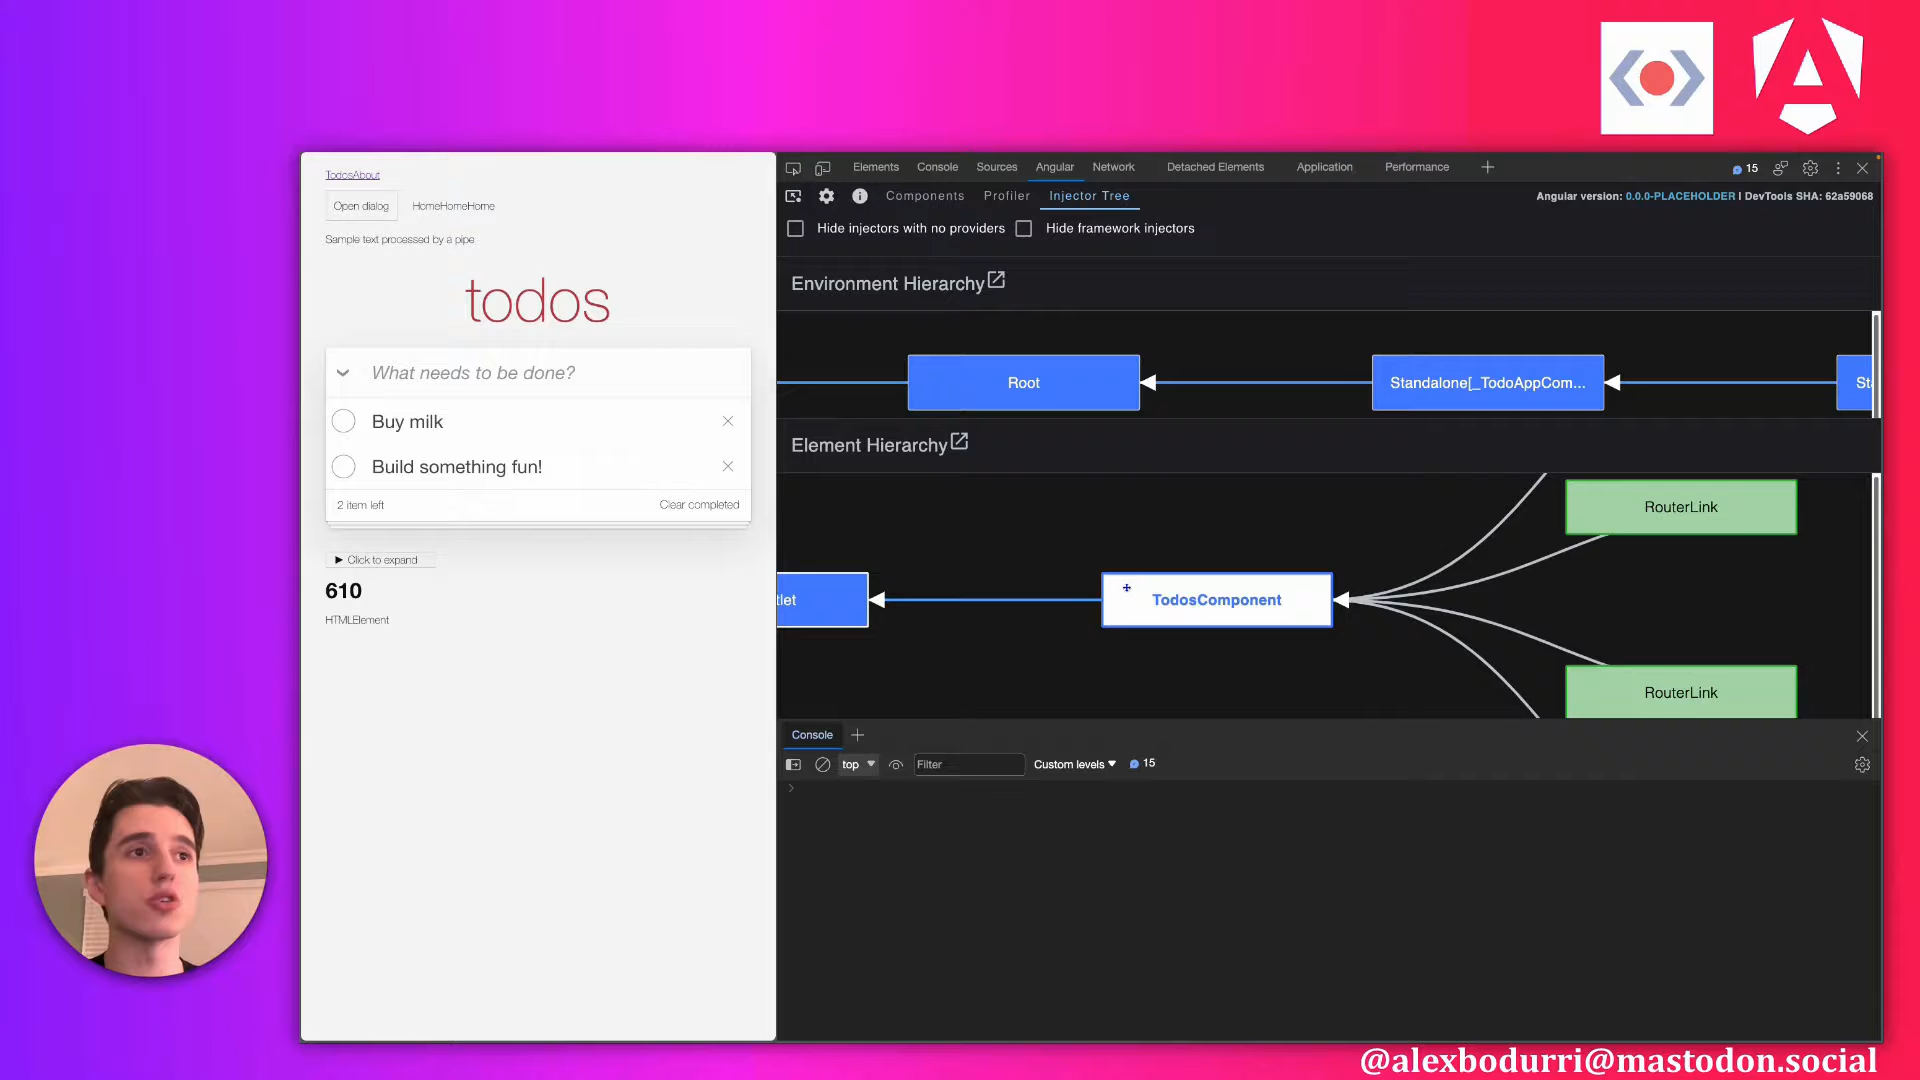 TodosAbout
Open dialog
HomeHomeHome
Sample text processed by a pipe
todos
What needs to be done?
Buy milk
Build something fun!
2 item left
Clear completed
Click to expand
610
HTMLElement
Elements
Console
Sources
Angular
Network
Detached Elements
Application
Performance
15
Components
Profiler
Injector Tree
Angular version: 0.0.0-PLACEHOLDER | DevTools SHA: 62a59068
Hide injectors with no providers
Hide framework injectors
Environment Hierarchy
Root
Standalone[_TodoAppCom...
St
Element Hierarchy
RouterLink
tlet
TodosComponent
RouterLink
Console
top
Filter
Custom levels
15
@alexbodurri@mastodon.social